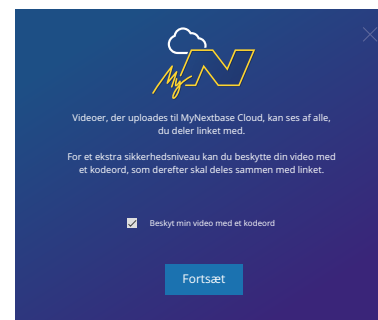 My N
Videoer, der uploades til MyNextbase Cloud, kan ses af alle,
du deler linket med.
For et ekstra sikkerhedsniveau kan du beskytte din video med
et kodeord, som derefter skal deles sammen med linket.
Beskyt min video med et kodeord
Fortsæt